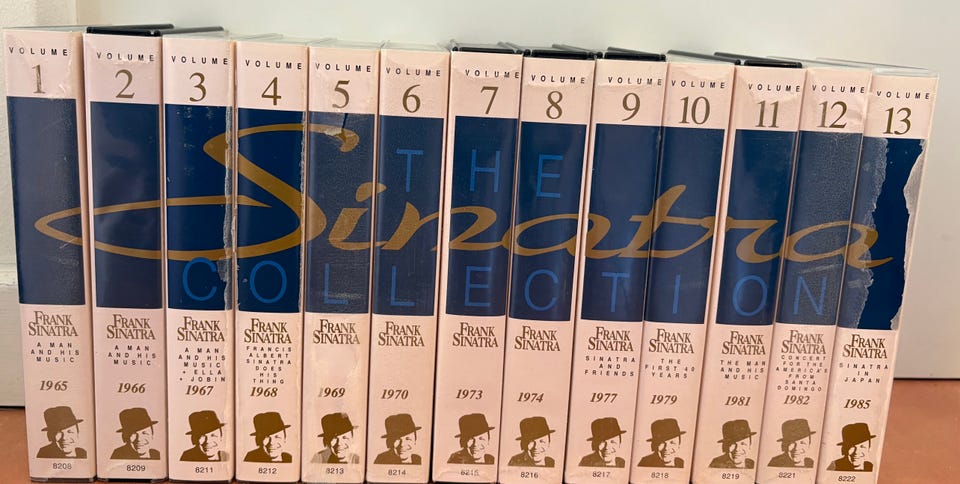 THE
Sinatra
COLLECTION
VOLUME
1
FRANK
SINATRA
A MAN
AND HIS
MUSIC
1965
8208
VOLUME
2
FRANK
SINATRA
A MAN
AND HIS
MUSIC
1966
8209
VOLUME
3
FRANK
SINATRA
A MAN
AND HIS
MUSIC
+ ELLA
+ JOBIN
1967
8211
VOLUME
4
FRANK
SINATRA
FRANCIS
ALBERT
SINATRA
DOES
HIS
THING
1968
8212
VOLUME
5
FRANK
SINATRA
1969
8213
VOLUME
6
FRANK
SINATRA
1970
8214
VOLUME
7
FRANK
SINATRA
1973
8215
VOLUME
8
FRANK
SINATRA
1974
8216
VOLUME
9
FRANK
SINATRA
SINATRA
AND
FRIENDS
1977
8217
VOLUME
10
FRANK
SINATRA
THE
FIRST 40
YEARS
1979
8218
VOLUME
11
FRANK
SINATRA
THE MAN
AND HIS
MUSIC
1981
8219
VOLUME
12
FRANK
SINATRA
CONCERT
FOR THE
AMERICA'S
FROM
SANTA
DOMINGO
1982
8221
VOLUME
13
FRANK
SINATRA
SINATRA
IN
JAPAN
1985
8222